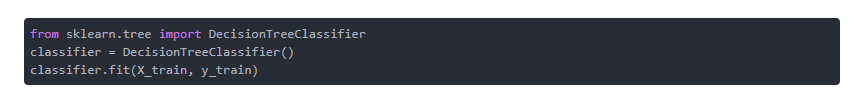 from sklearn.tree import DecisionTreeClassifier
classifier = DecisionTreeClassifier()
classifier.fit(X_train, y_train)